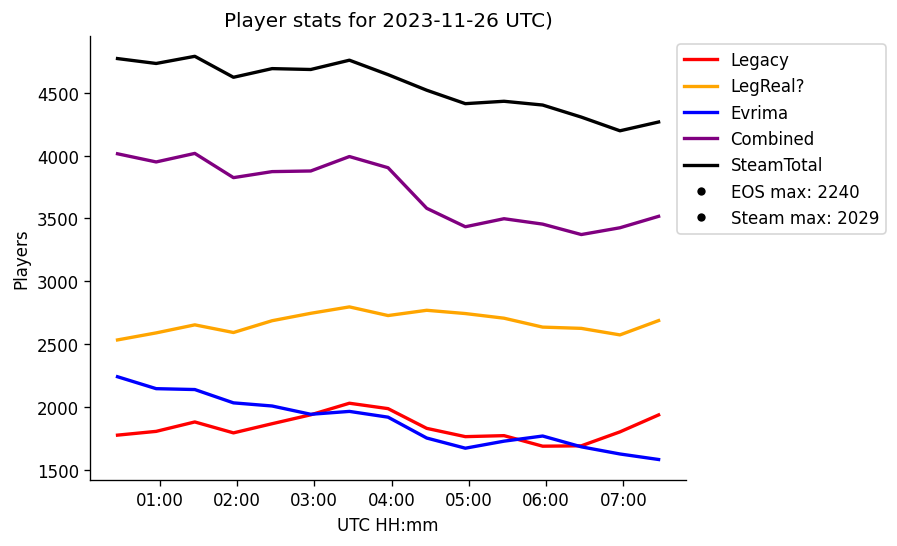 Player stats for 2023-11-26 UTC)
Legacy
LegReal?
Evrima
Combined
SteamTotal
EOS max: 2240
Steam max: 2029
Players
4500
4000
3500
3000
2500
2000
1500
01:00 02:00 03:00 04:00 05:00 06:00 07:00
UTC HH:mm